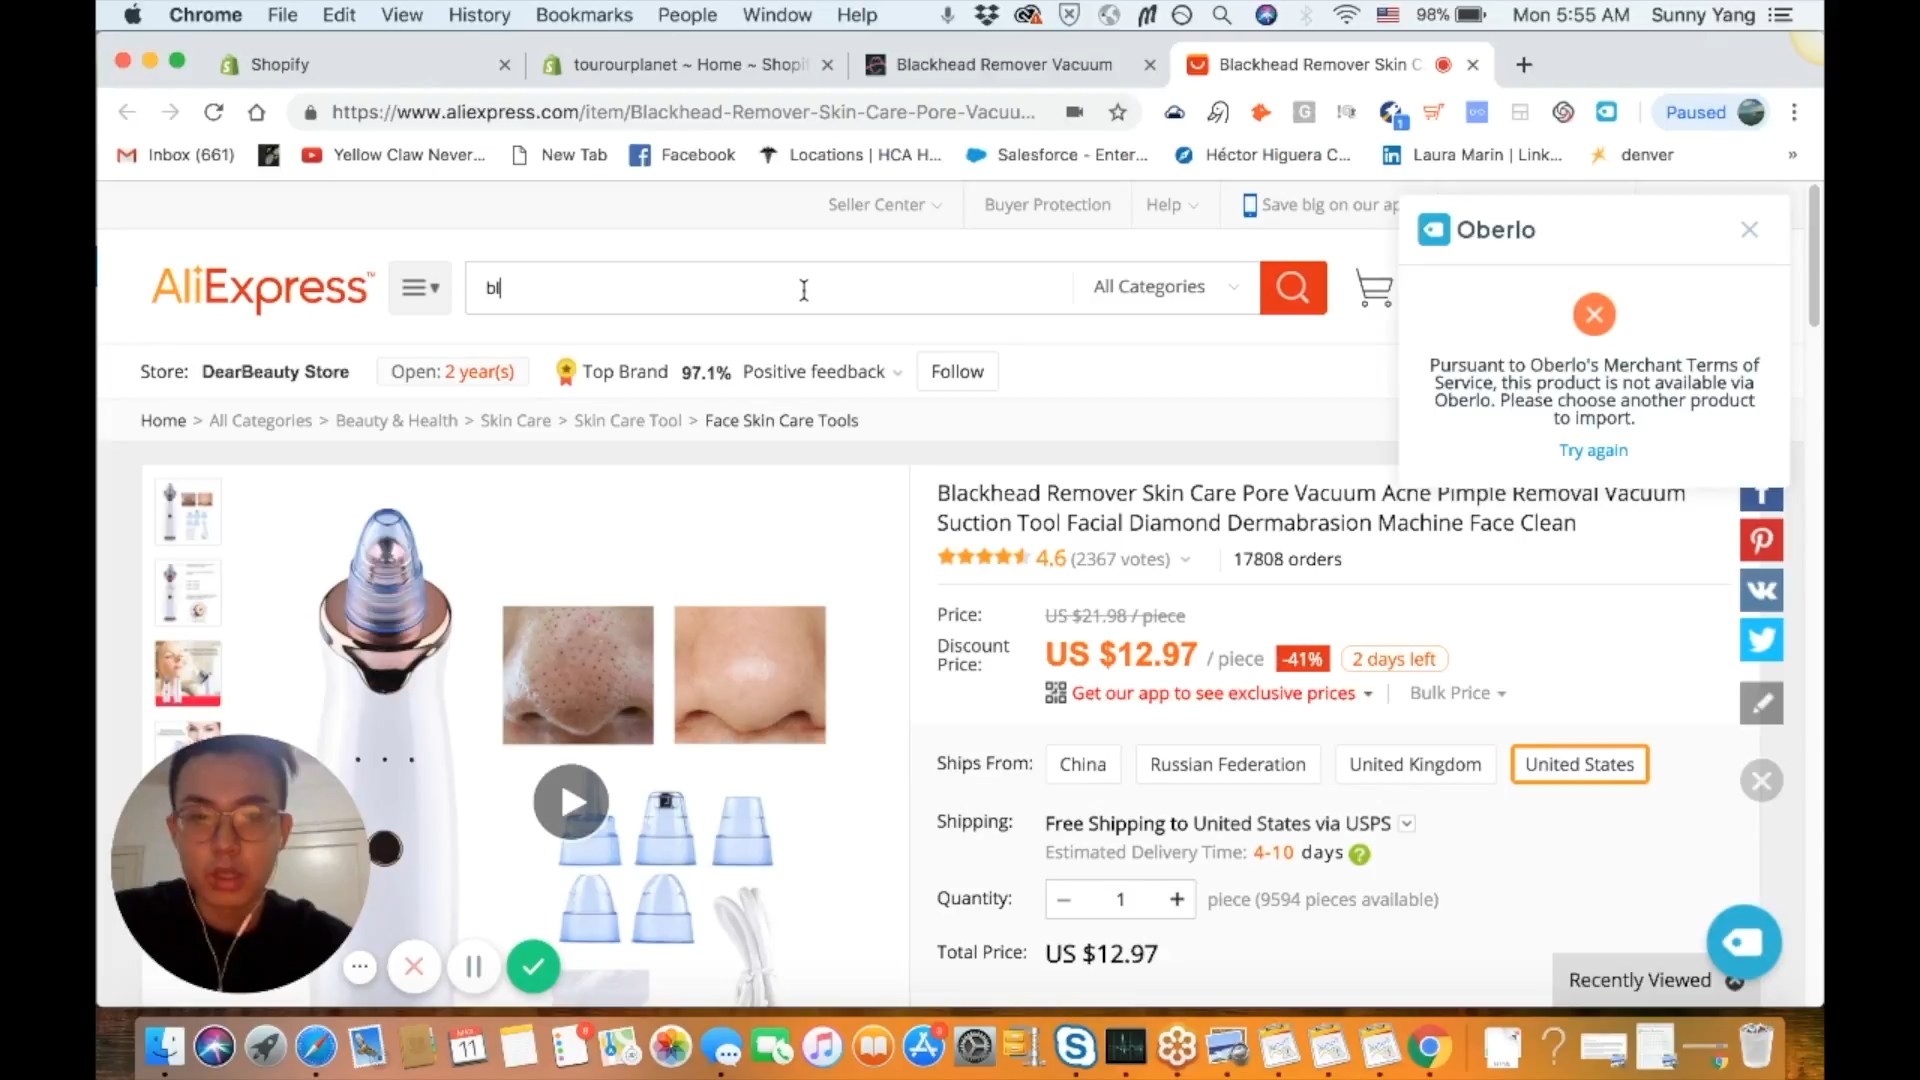 Chrome File Edit View History Bookmarks People Window Help 98% Mon 5:55 AM Sunny Yang
Shopify
tourourplanet ~ Home ~ Shopi
Blackhead Remover Vacuum
Blackhead Remover Skin C
https://www.aliexpress.com/item/Blackhead-Remover-Skin-Care-Pore-Vacuu...
G
1
Paused
Inbox (661)
Yellow Claw Never...
New Tab
Facebook
Locations | HCA H...
Salesforce - Enter...
Héctor Higuera C...
Laura Marin | Link...
denver
»
Seller Center
Buyer Protection
Help
Save big on our ap
Oberlo
AliExpress™
bl
All Categories
Pursuant to Oberlo's Merchant Terms of
Service, this product is not available via
Oberlo. Please choose another product
to import.
Try again
Store: DearBeauty Store
Open: 2 year(s)
Top Brand 97.1% Positive feedback
Follow
Home > All Categories > Beauty & Health > Skin Care > Skin Care Tool > Face Skin Care Tools
Blackhead Remover Skin Care Pore Vacuum Acne Pimple Removal Vacuum
Suction Tool Facial Diamond Dermabrasion Machine Face Clean
4.6 (2367 votes)
17808 orders
Price: US $21.98 / piece
Discount
Price:
US $12.97 / piece -41% 2 days left
Get our app to see exclusive prices
Bulk Price
Ships From: China Russian Federation United Kingdom United States
Shipping: Free Shipping to United States via USPS
Estimated Delivery Time: 4-10 days ?
Quantity: − 1 + piece (9594 pieces available)
Total Price: US $12.97
Recently Viewed
11
8
3